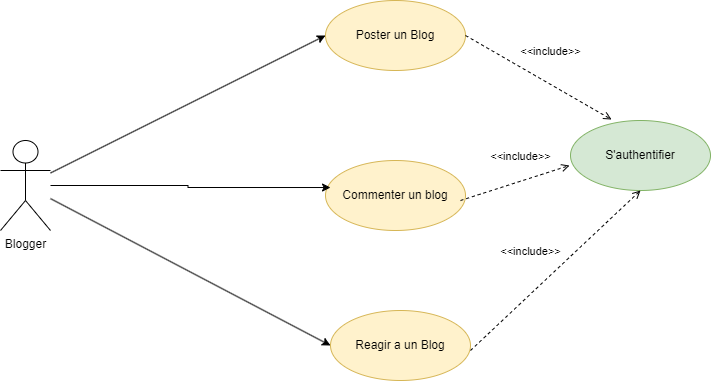 Poster un Blog
<<include>>
S'authentifier
<<include>>
Commenter un blog
Blogger
<<include>>
Reagir a un Blog